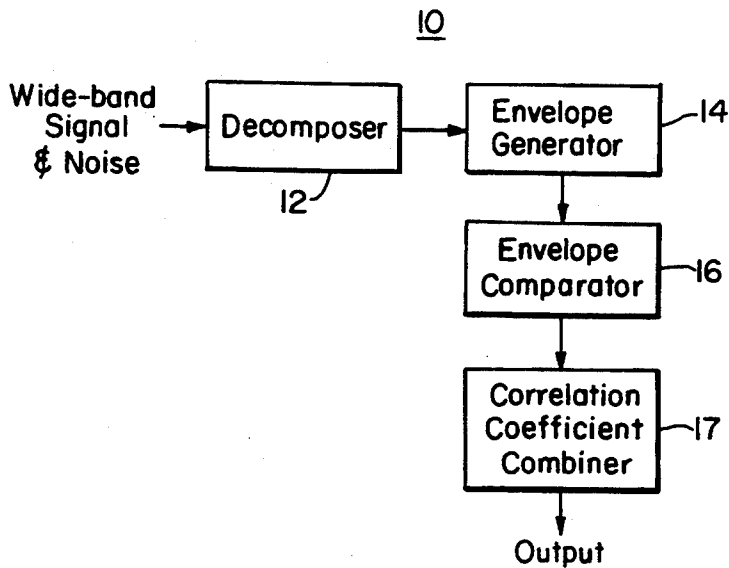 10
Wide-band
Signal
& Noise
Decomposer
12
Envelope
Generator
14
Envelope
Comparator
16
Correlation
Coefficient
Combiner
17
Output